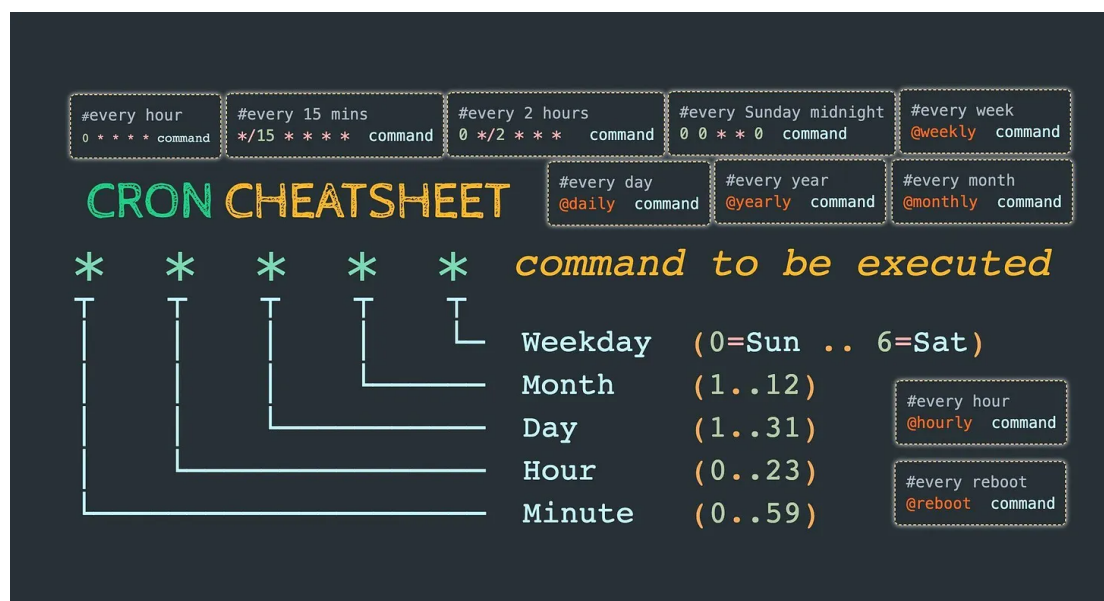 #every hour
0 * * * * command
#every 15 mins
*/15 * * * * command
#every 2 hours
0 */2 * * * command
#every Sunday midnight
0 0 * * 0 command
#every week
@weekly command
CRON CHEATSHEET
#every day
@daily command
#every year
@yearly command
#every month
@monthly command
* * * * * command to be executed
Weekday (0=Sun .. 6=Sat)
Month (1..12)
Day (1..31)
Hour (0..23)
Minute (0..59)
#every hour
@hourly command
#every reboot
@reboot command